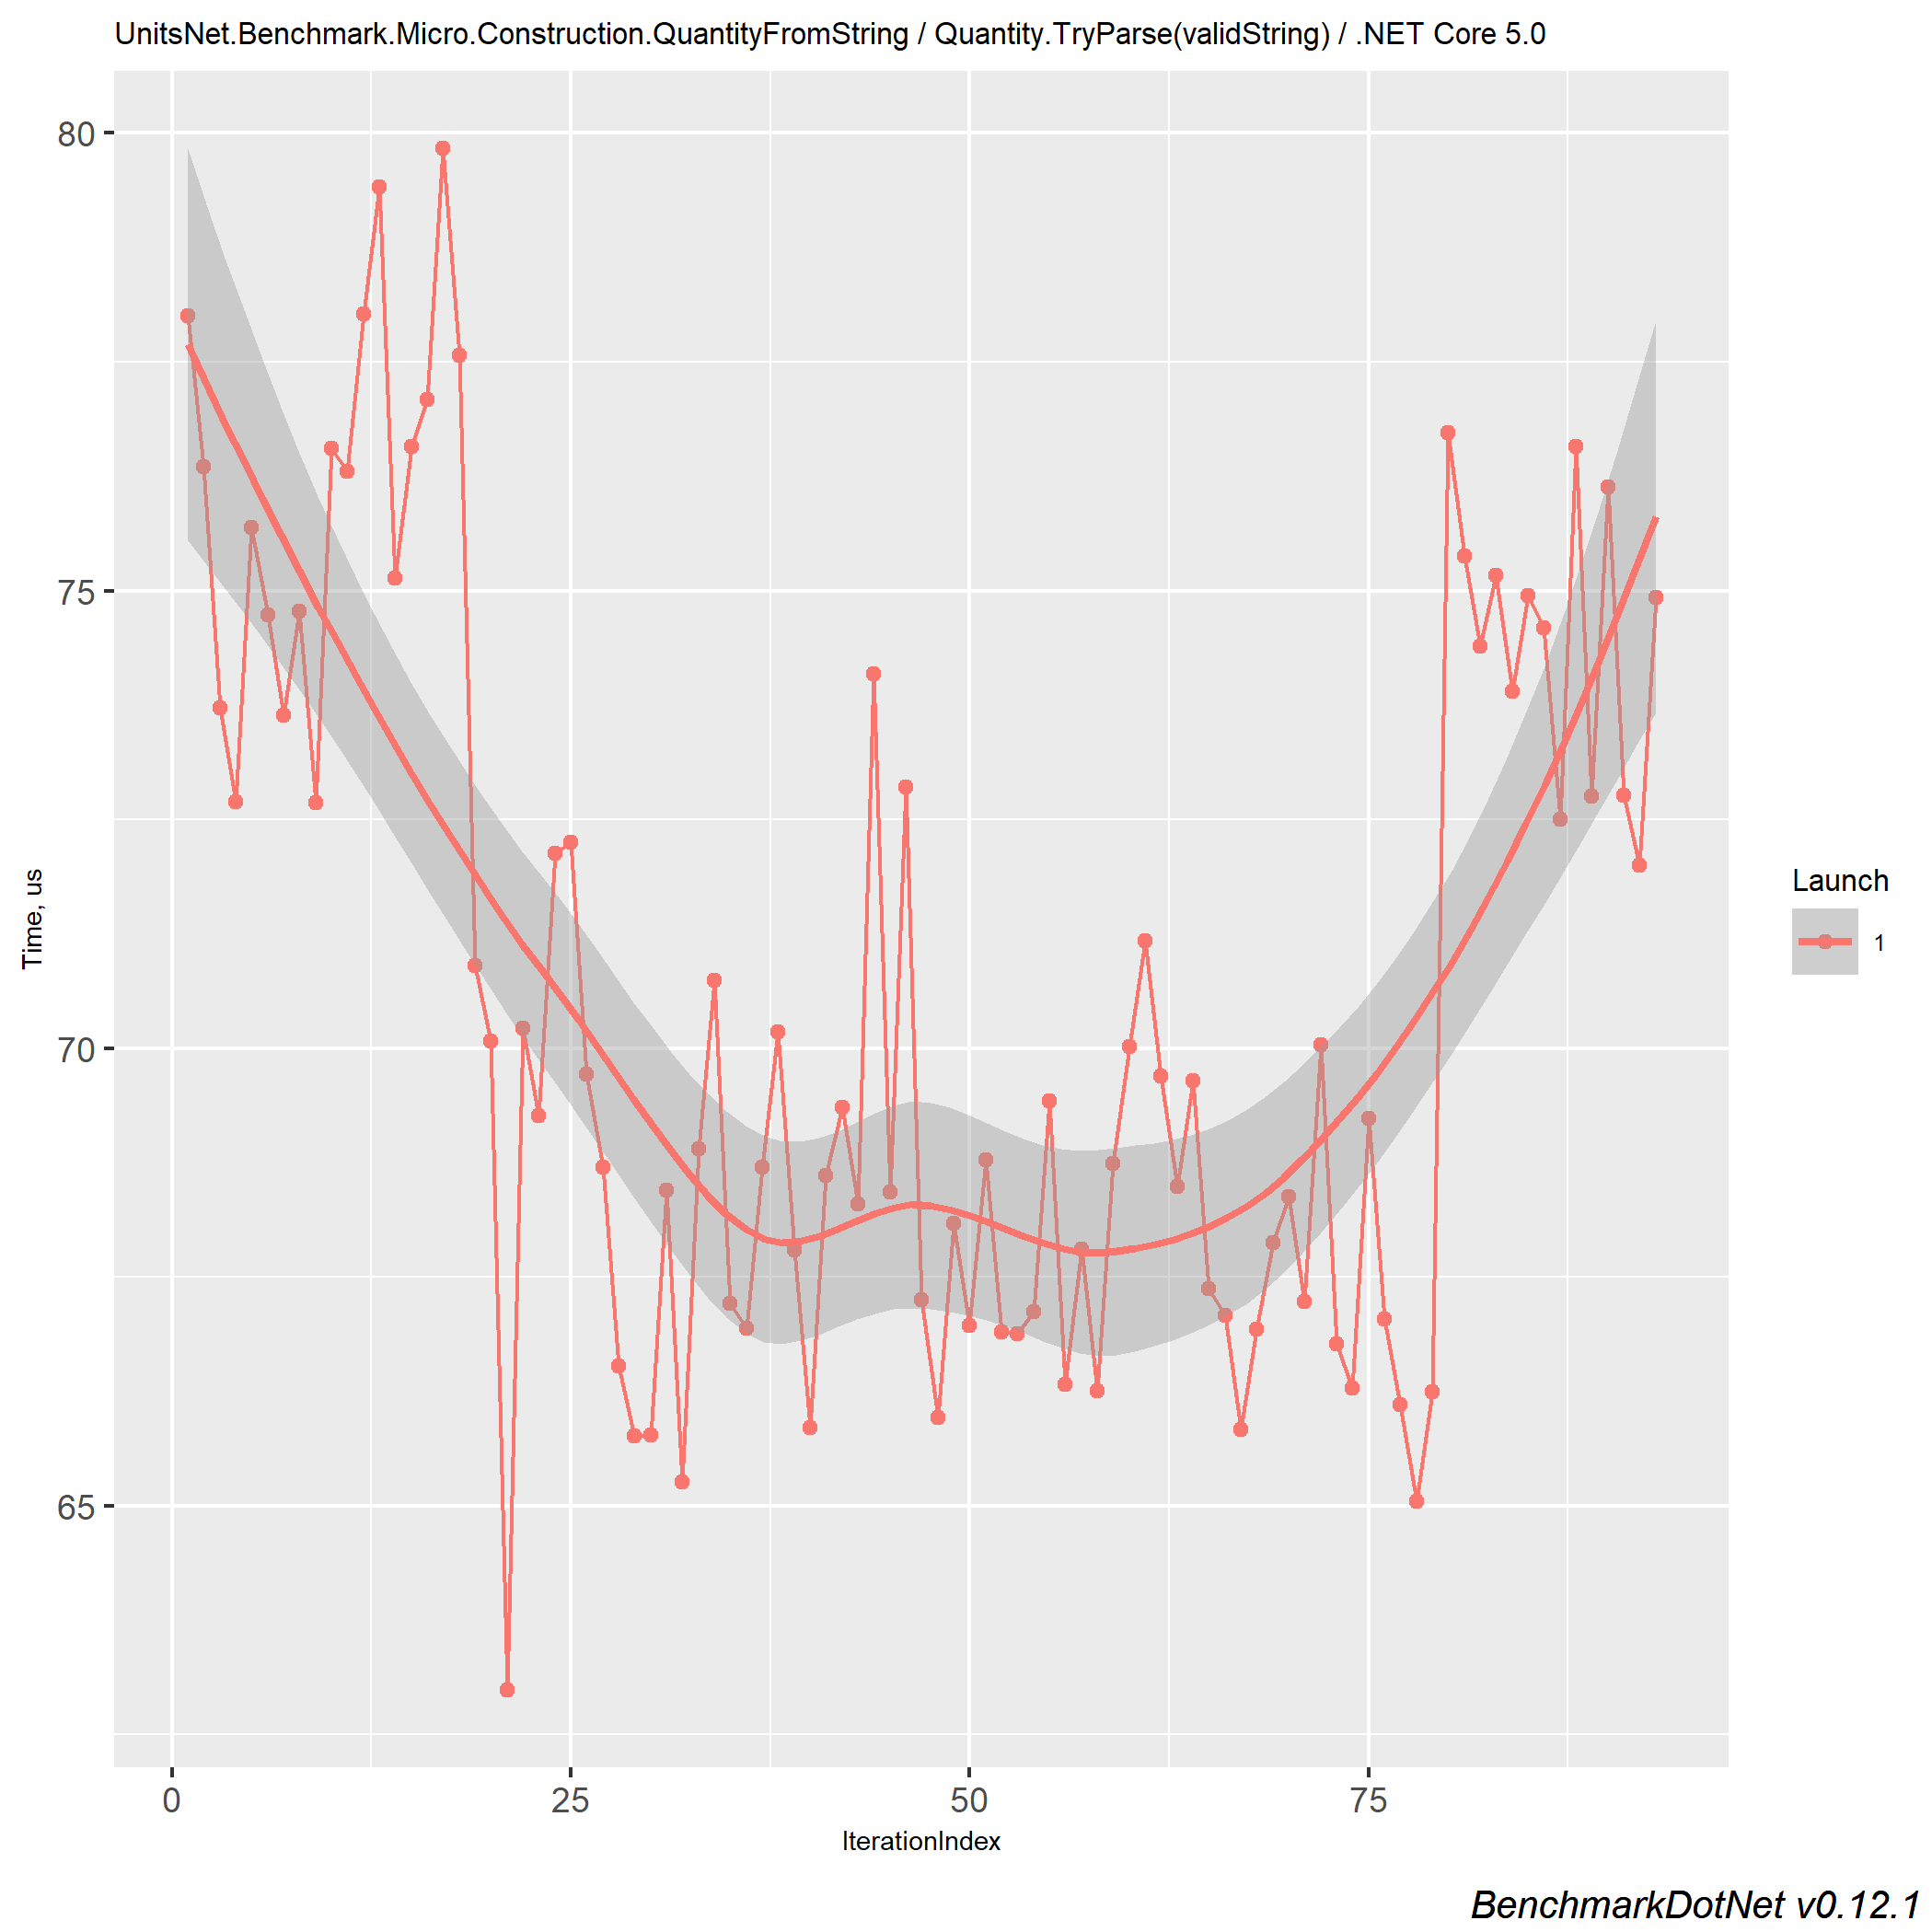 UnitsNet.Benchmark.Micro.Construction.QuantityFromString / Quantity.TryParse(validString) / .NET Core 5.0
80
75
70
65
Time, us
0 25 50 75
IterationIndex
Launch
1
BenchmarkDotNet v0.12.1